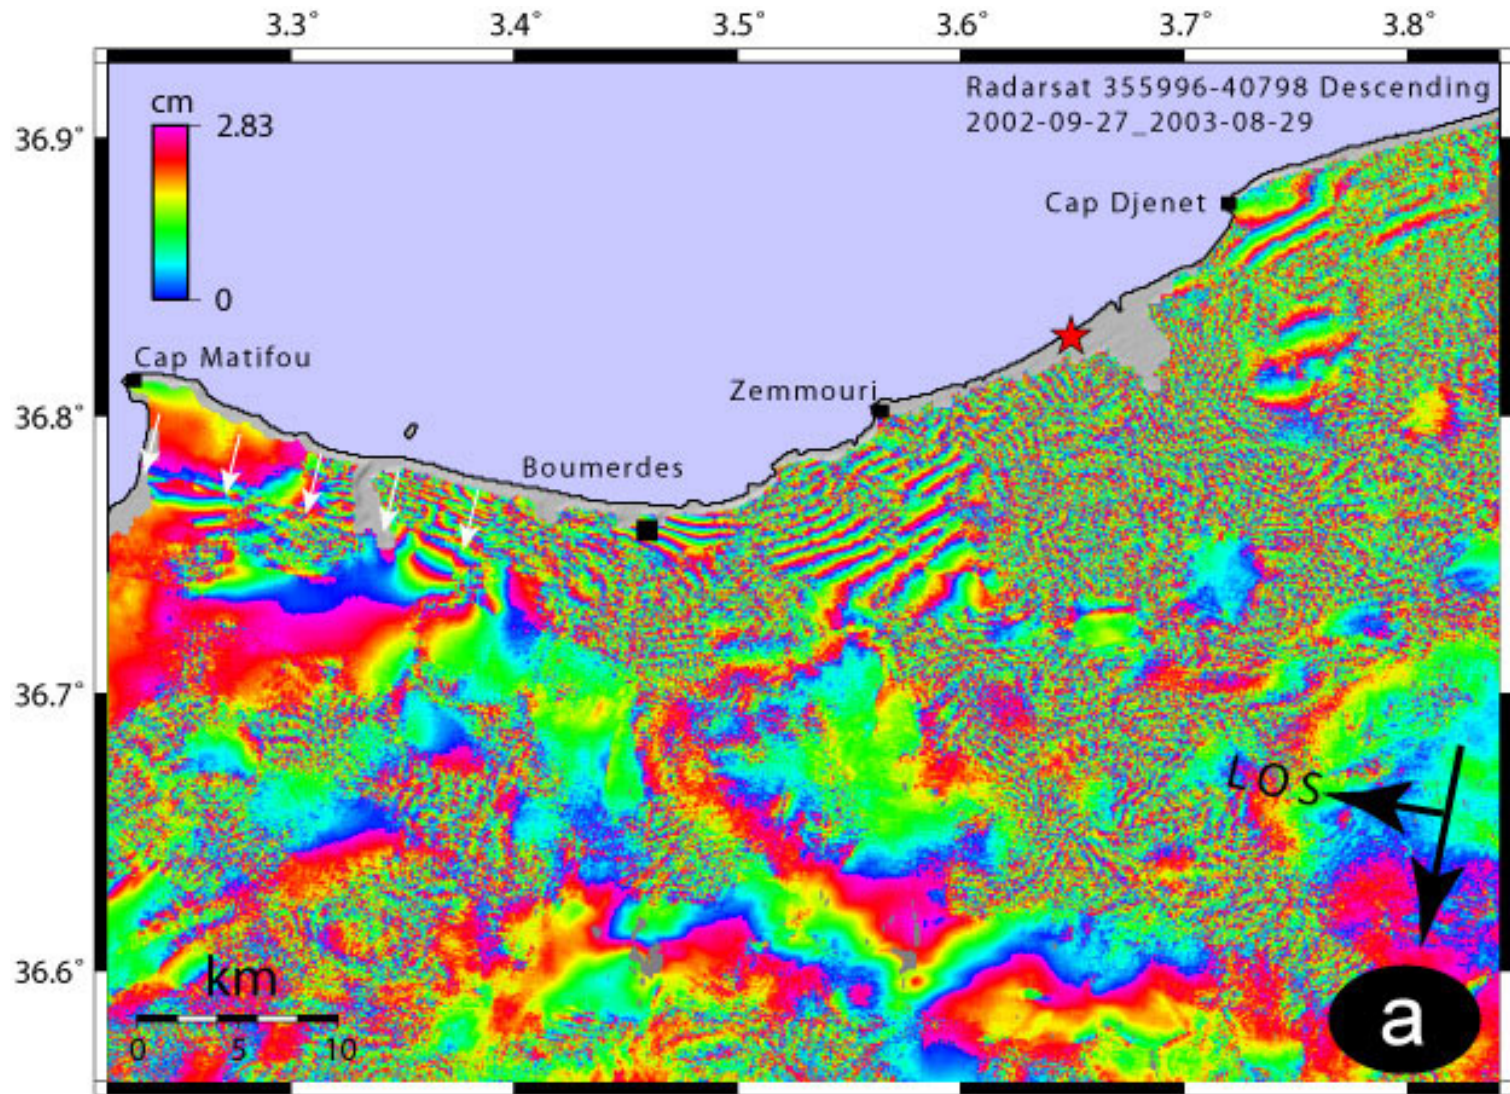 3.3° 3.4° 3.5° 3.6° 3.7° 3.8°
Radarsat 355996-40798 Descending
2002-09-27_2003-08-29
cm
2.83
0
36.9°
Cap Djenet
Cap Matifou
Zemmouri
36.8°
Boumerdes
36.7°
LOS
36.6°
km
0 5 10
a